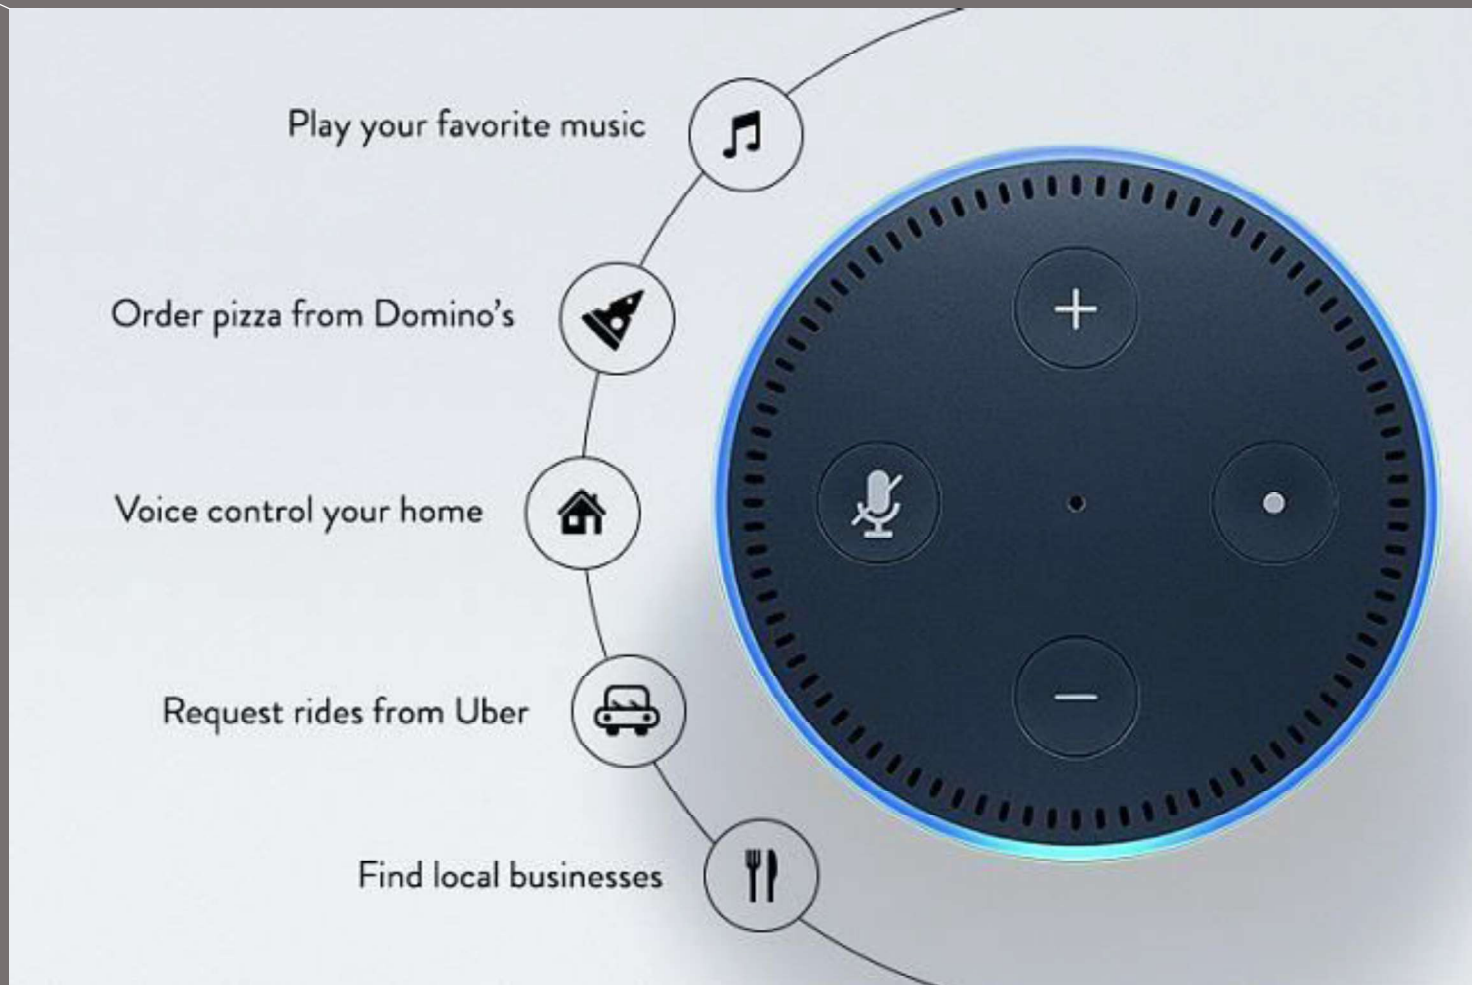 Play your favorite music
Order pizza from Domino's
Voice control your home
Request rides from Uber
Find local businesses